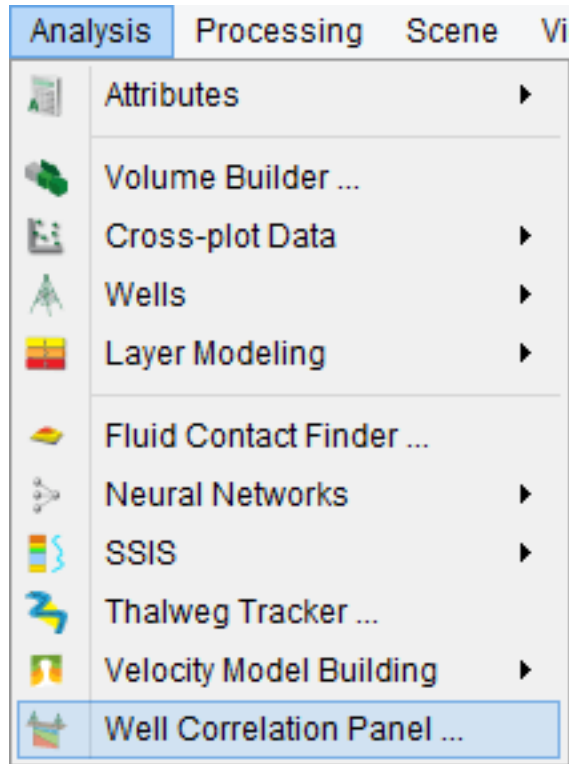 Analysis Processing Scene Vi
Attributes
Volume Builder ...
Cross-plot Data
Wells
Layer Modeling
Fluid Contact Finder ...
Neural Networks
SSIS
Thalweg Tracker ...
Velocity Model Building
Well Correlation Panel ...